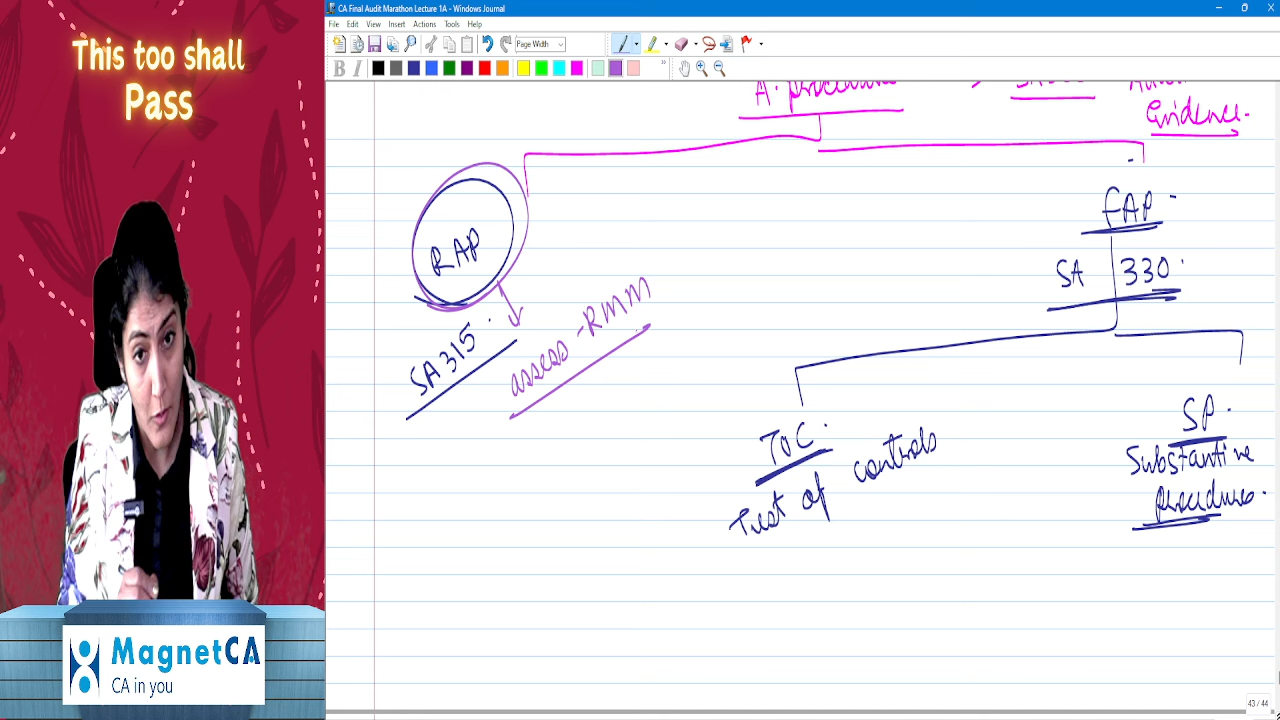 This too shall
Pass
MagnetCA
CA in you
CA Final Audit Marathon Lecture 1A - Windows Journal
File Edit View Insert Actions Tools Help
Page Width
B I
A. procedures
Evidence.
RAP
SA 315.
assess - RMM
FAP
SA 330.
TOC.
Test of controls
SP.
Substantive
procedures.
43 / 44